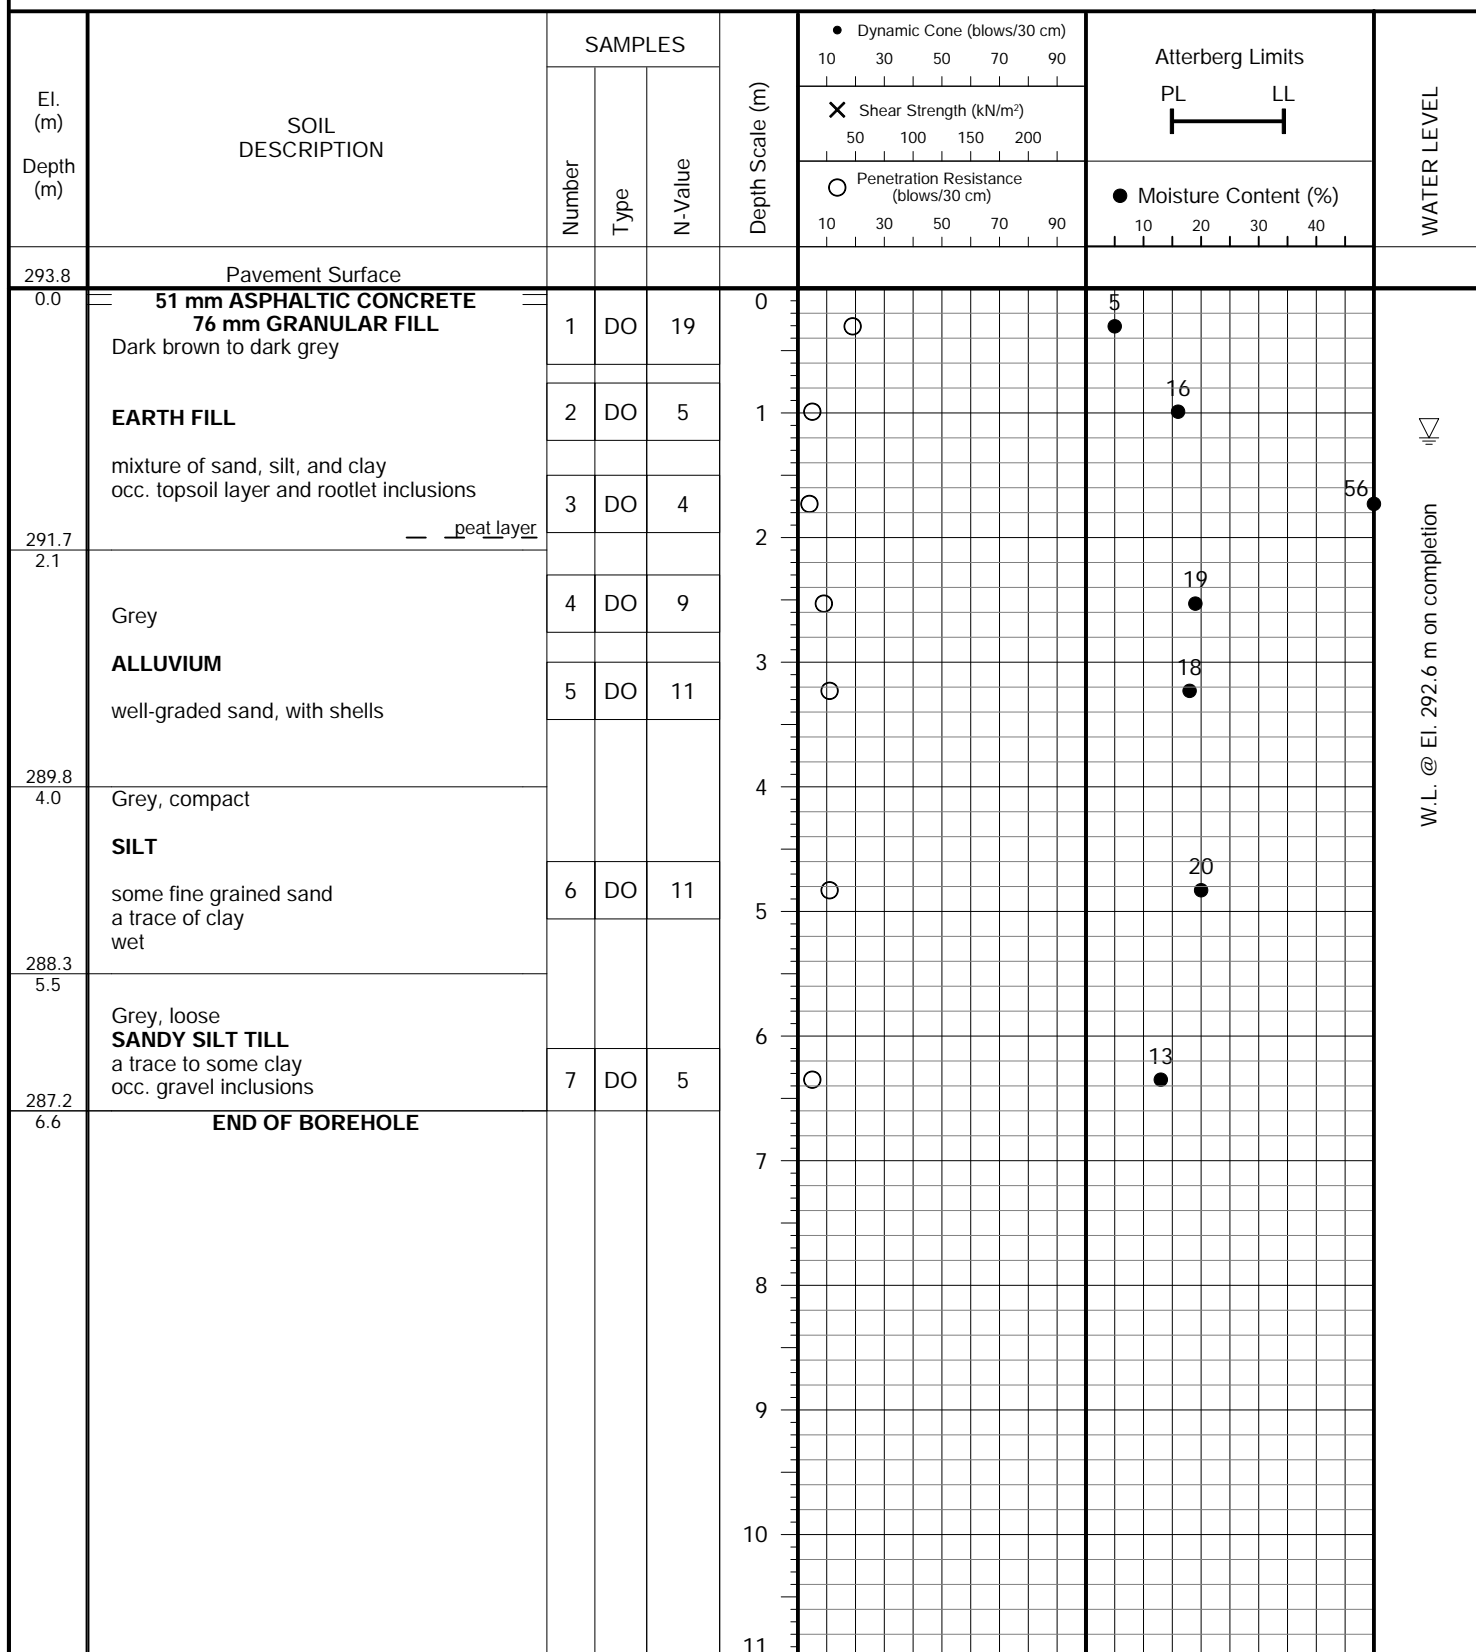 El.
(m)
Depth
(m)
SOIL
DESCRIPTION
SAMPLES
Number
Type
N-Value
Depth Scale (m)
Dynamic Cone (blows/30 cm)
10 30 50 70 90
Shear Strength (kN/m²)
50 100 150 200
Penetration Resistance
(blows/30 cm)
10 30 50 70 90
Atterberg Limits
PL LL
Moisture Content (%)
10 20 30 40
WATER LEVEL
293.8 Pavement Surface
0.0 51 mm ASPHALTIC CONCRETE 0 5
76 mm GRANULAR FILL 1 DO 19
Dark brown to dark grey
16
EARTH FILL 2 DO 5 1
mixture of sand, silt, and clay
occ. topsoil layer and rootlet inclusions 3 DO 4 56
peat layer
291.7 2
2.1
19
Grey 4 DO 9
ALLUVIUM 3 18
well-graded sand, with shells 5 DO 11
289.8
4.0 Grey, compact 4
SILT
20
some fine grained sand 6 DO 11
a trace of clay 5
wet
288.3
5.5
Grey, loose
SANDY SILT TILL 6
a trace to some clay 13
occ. gravel inclusions 7 DO 5
287.2
6.6 END OF BOREHOLE
7
8
9
10
11
W.L. @ El. 292.6 m on completion